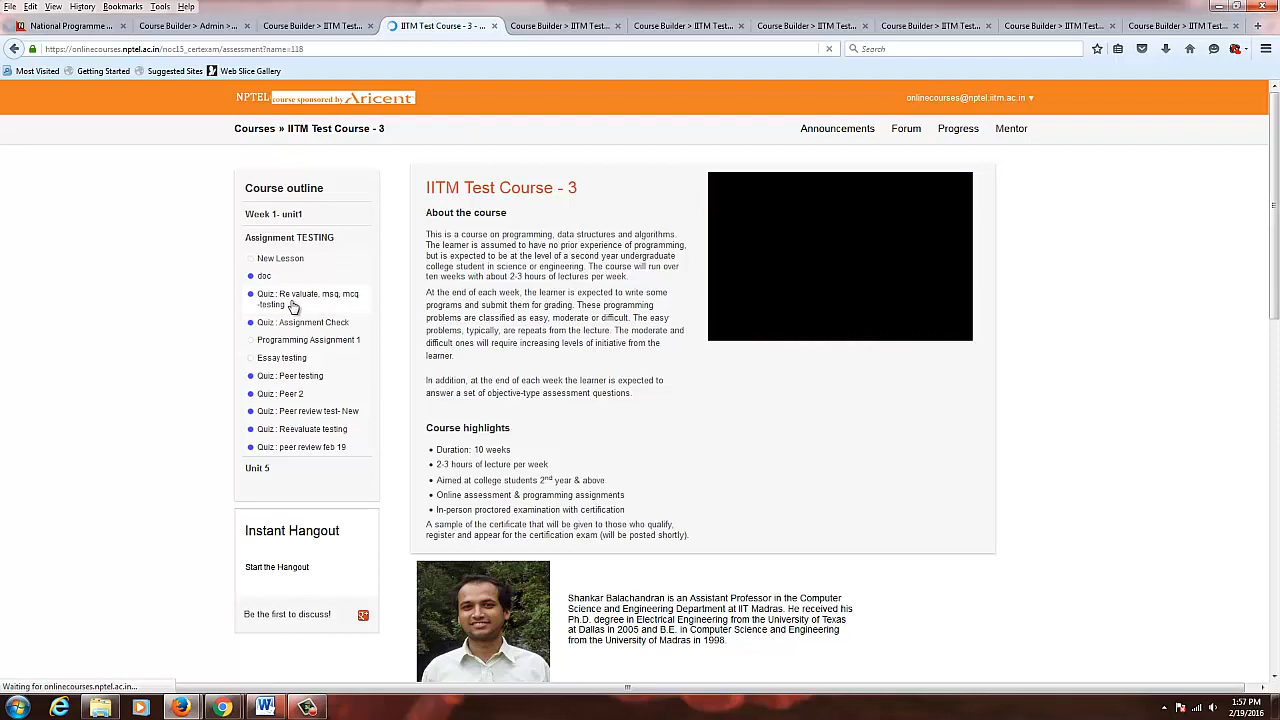 File Edit View History Bookmarks Tools Help
National Programme ... × Course Builder > Admin > ... × Course Builder > IITM Test... × IITM Test Course - 3 - ... × Course Builder > IITM Test... × Course Builder > IITM Test... × Course Builder > IITM Test... × Course Builder > IITM Test... × Course Builder > IITM Test... × Course Builder > IITM Test... ×
https://onlinecourses.nptel.ac.in/noc15_certexam/assessment?name=118
Search
Most Visited Getting Started Suggested Sites Web Slice Gallery
NPTEL course sponsored by Aricent
onlinecourses@nptel.iitm.ac.in ▾
Courses » IITM Test Course - 3
Announcements Forum Progress Mentor
Course outline
Week 1- unit1
Assignment TESTING
New Lesson
doc
Quiz : Re valuate, msq, mcq
-testing
Quiz : Assignment Check
Programming Assignment 1
Essay testing
Quiz : Peer testing
Quiz : Peer 2
Quiz : Peer review test- New
Quiz : Reevaluate testing
Quiz : peer review feb 19
Unit 5
Instant Hangout
Start the Hangout
Be the first to discuss!
IITM Test Course - 3
About the course
This is a course on programming, data structures and algorithms.
The learner is assumed to have no prior experience of programming,
but is expected to be at the level of a second year undergraduate
college student in science or engineering. The course will run over
ten weeks with about 2-3 hours of lectures per week.
At the end of each week, the learner is expected to write some
programs and submit them for grading. These programming
problems are classified as easy, moderate or difficult. The easy
problems, typically, are repeats from the lecture. The moderate and
difficult ones will require increasing levels of initiative from the
learner.
In addition, at the end of each week the learner is expected to
answer a set of objective-type assessment questions.
Course highlights
• Duration: 10 weeks
• 2-3 hours of lecture per week
• Aimed at college students 2nd year & above
• Online assessment & programming assignments
• In-person proctored examination with certification
A sample of the certificate that will be given to those who qualify,
register and appear for the certification exam (will be posted shortly).
Shankar Balachandran is an Assistant Professor in the Computer
Science and Engineering Department at IIT Madras. He received his
Ph.D. degree in Electrical Engineering from the University of Texas
at Dallas in 2005 and B.E. in Computer Science and Engineering
from the University of Madras in 1998.
Waiting for onlinecourses.nptel.ac.in...
1:57 PM
2/19/2016